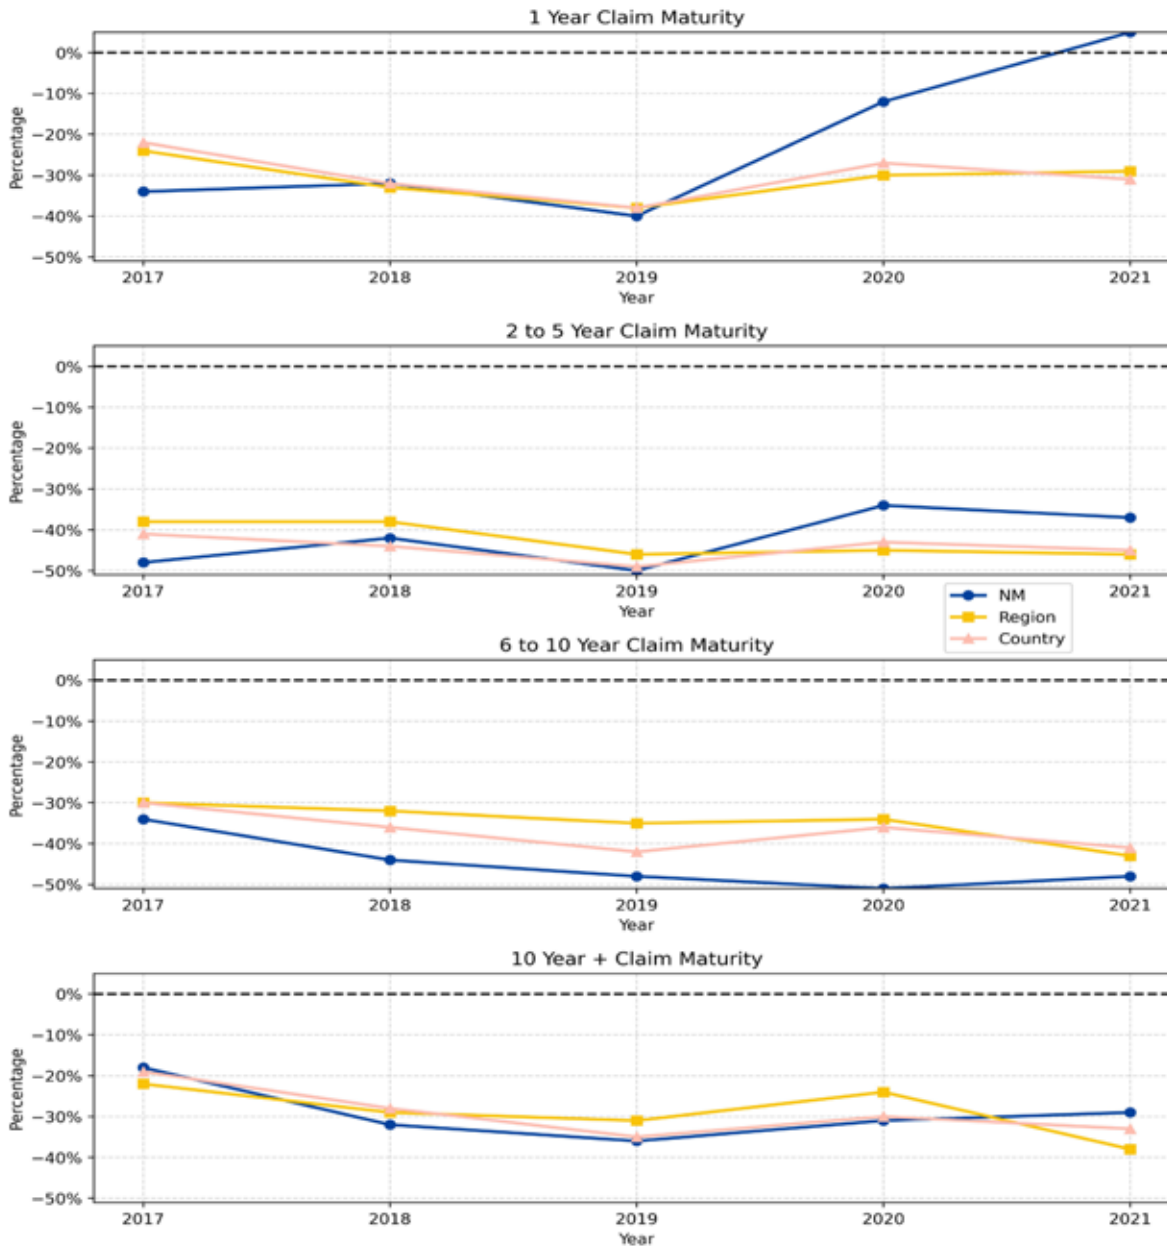 1 Year Claim Maturity
0%
−10%
−20%
−30%
−40%
−50%
Percentage
2017 2018 2019 2020 2021
Year
2 to 5 Year Claim Maturity
0%
−10%
−20%
−30%
−40%
−50%
Percentage
2017 2018 2019 2020 2021
Year
NM
Region
Country
6 to 10 Year Claim Maturity
0%
−10%
−20%
−30%
−40%
−50%
Percentage
2017 2018 2019 2020 2021
Year
10 Year + Claim Maturity
0%
−10%
−20%
−30%
−40%
−50%
Percentage
2017 2018 2019 2020 2021
Year